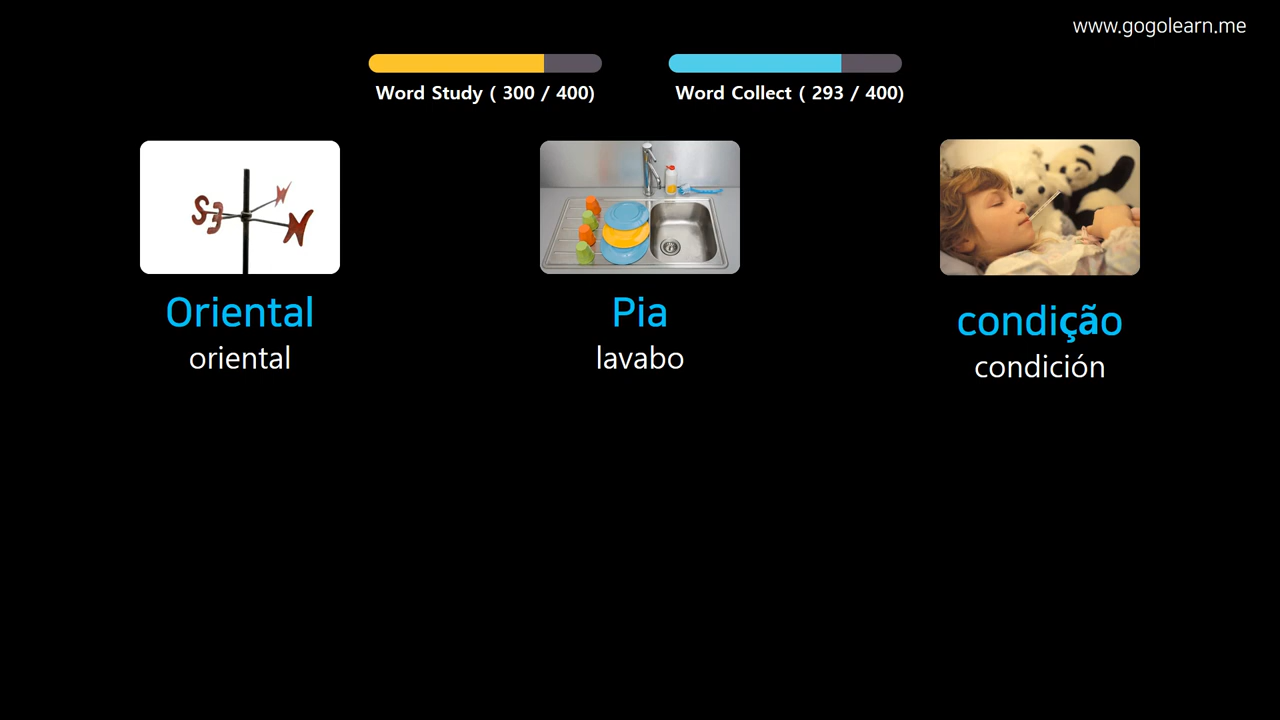 www.gogolearn.me
Word Study ( 300 / 400)
Word Collect ( 293 / 400)
Oriental
oriental
Pia
lavabo
condição
condición